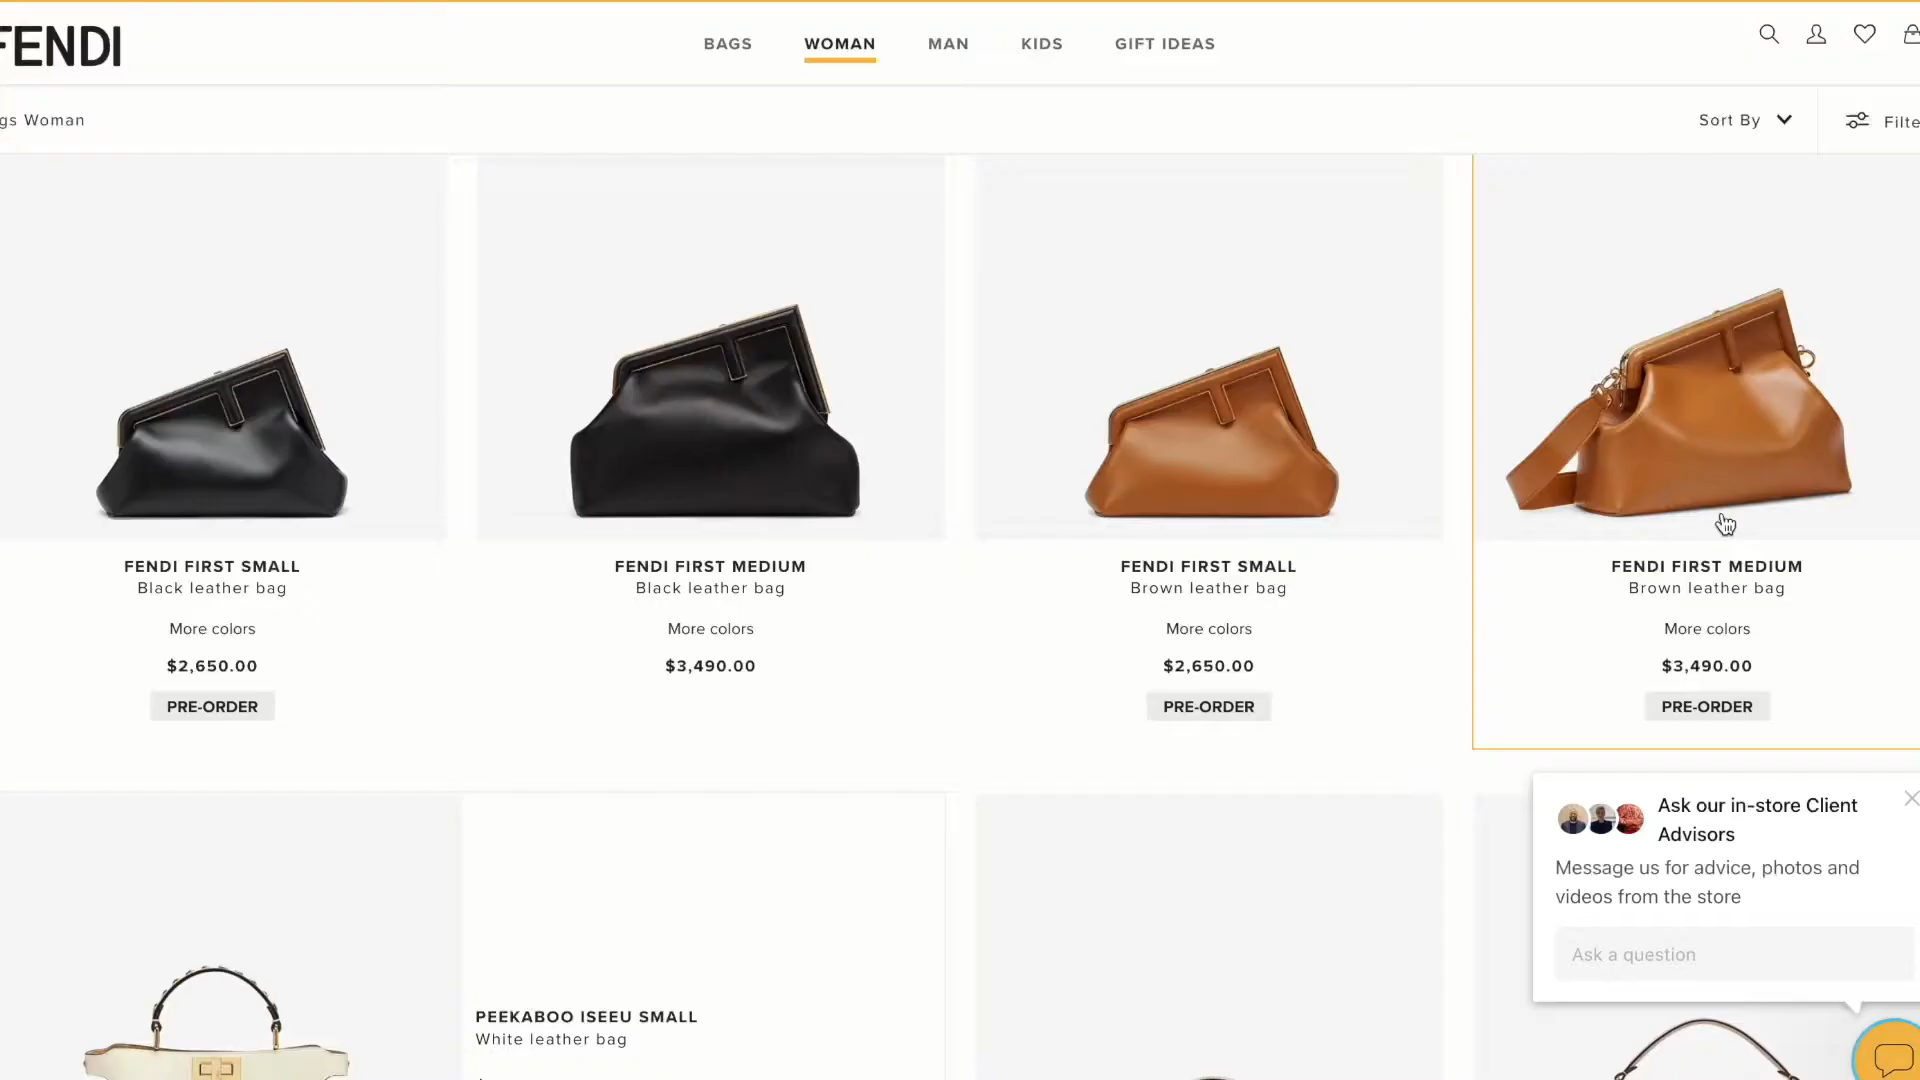 FENDI
BAGS
WOMAN
MAN
KIDS
GIFT IDEAS
gs Woman
Sort By
Filte
FENDI FIRST SMALL
Black leather bag
More colors
$2,650.00
PRE-ORDER
FENDI FIRST MEDIUM
Black leather bag
More colors
$3,490.00
FENDI FIRST SMALL
Brown leather bag
More colors
$2,650.00
PRE-ORDER
FENDI FIRST MEDIUM
Brown leather bag
More colors
$3,490.00
PRE-ORDER
PEEKABOO ISEEU SMALL
White leather bag
Ask our in-store Client
Advisors
Message us for advice, photos and
videos from the store
Ask a question